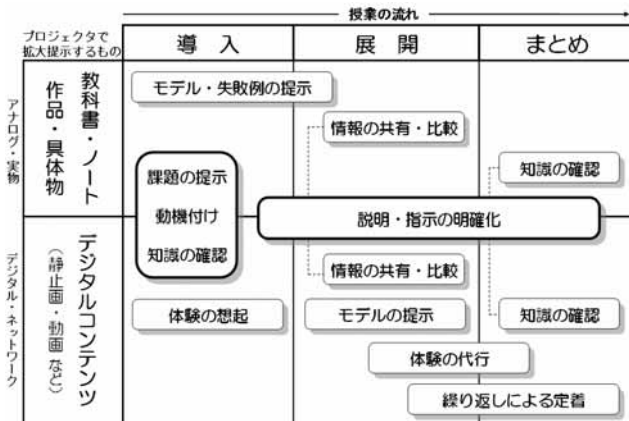 授業の流れ
プロジェクタで
拡大提示するもの
導入
展開
まとめ
アナログ・実物
教科書・ノート
作品・具体物
モデル・失敗例の提示
情報の共有・比較
課題の提示
動機付け
知識の確認
知識の確認
説明・指示の明確化
デジタル・ネットワーク
デジタルコンテンツ
（静止画・動画 など）
情報の共有・比較
体験の想起
モデルの提示
知識の確認
体験の代行
繰り返しによる定着